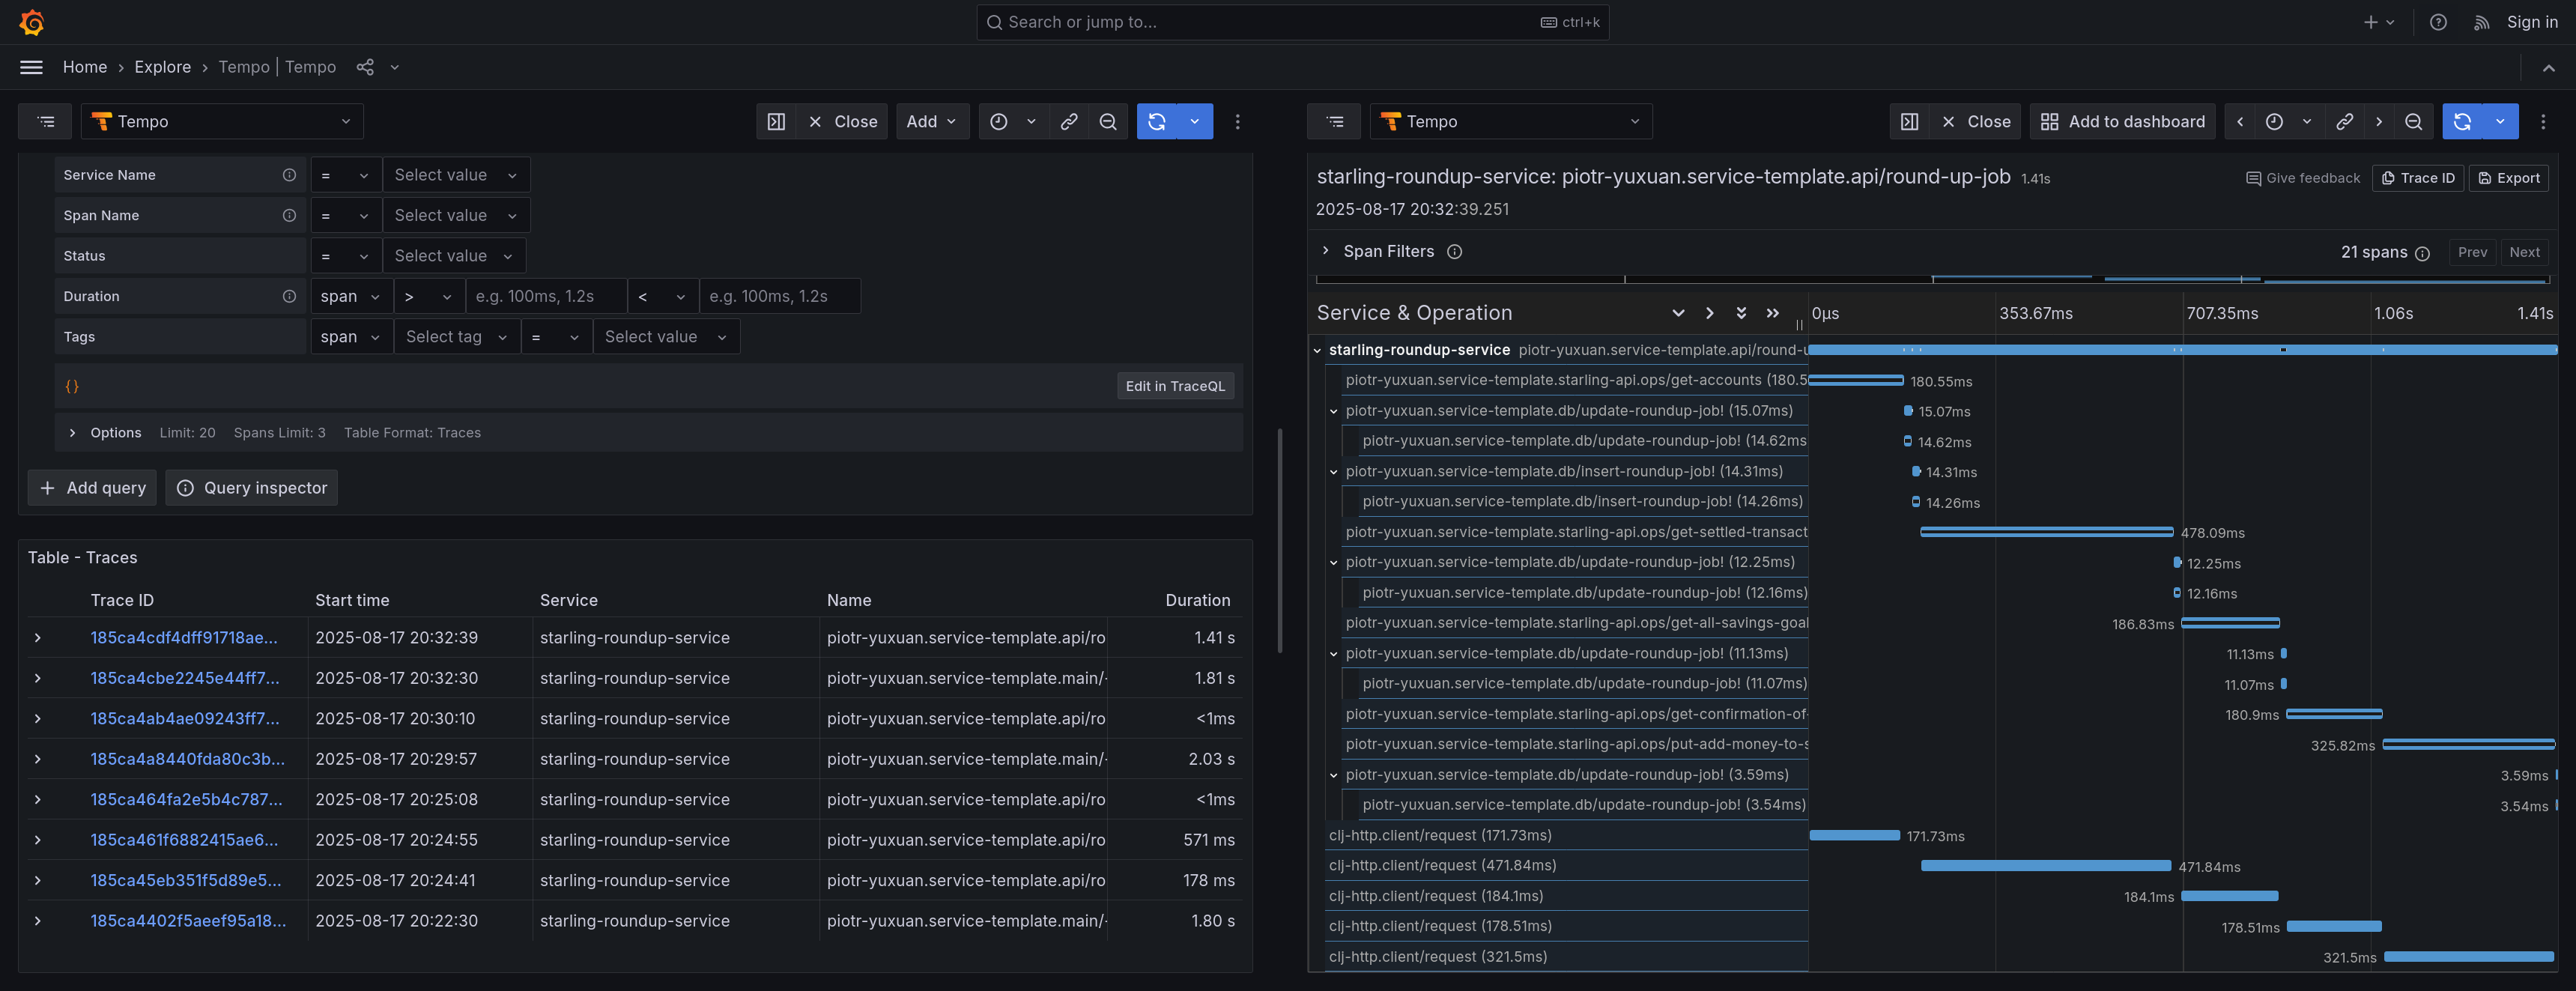 Search or jump to... ctrl+k Sign in
Home Explore Tempo | Tempo
Tempo Close Add
Service Name = Select value
Span Name = Select value
Status = Select value
Duration span > e.g. 100ms, 1.2s < e.g. 100ms, 1.2s
Tags span Select tag = Select value
{} Edit in TraceQL
Options Limit: 20 Spans Limit: 3 Table Format: Traces
Add query Query inspector
Table - Traces
Trace ID Start time Service Name Duration
185ca4cdf4dff91718ae... 2025-08-17 20:32:39 starling-roundup-service piotr-yuxuan.service-template.api/ro 1.41 s
185ca4cbe2245e44ff7... 2025-08-17 20:32:30 starling-roundup-service piotr-yuxuan.service-template.main/- 1.81 s
185ca4ab4ae09243ff7... 2025-08-17 20:30:10 starling-roundup-service piotr-yuxuan.service-template.api/ro <1ms
185ca4a8440fda80c3b... 2025-08-17 20:29:57 starling-roundup-service piotr-yuxuan.service-template.main/- 2.03 s
185ca464fa2e5b4c787... 2025-08-17 20:25:08 starling-roundup-service piotr-yuxuan.service-template.api/ro <1ms
185ca461f6882415ae6... 2025-08-17 20:24:55 starling-roundup-service piotr-yuxuan.service-template.api/ro 571 ms
185ca45eb351f5d89e5... 2025-08-17 20:24:41 starling-roundup-service piotr-yuxuan.service-template.api/ro 178 ms
185ca4402f5aeef95a18... 2025-08-17 20:22:30 starling-roundup-service piotr-yuxuan.service-template.main/- 1.80 s
Tempo Close Add to dashboard
starling-roundup-service: piotr-yuxuan.service-template.api/round-up-job 1.41s Give feedback Trace ID Export
2025-08-17 20:32:39.251
Span Filters 21 spans Prev Next
Service & Operation 0μs 353.67ms 707.35ms 1.06s 1.41s
starling-roundup-service piotr-yuxuan.service-template.api/round-u
piotr-yuxuan.service-template.starling-api.ops/get-accounts (180.5 180.55ms
piotr-yuxuan.service-template.db/update-roundup-job! (15.07ms) 15.07ms
piotr-yuxuan.service-template.db/update-roundup-job! (14.62ms 14.62ms
piotr-yuxuan.service-template.db/insert-roundup-job! (14.31ms) 14.31ms
piotr-yuxuan.service-template.db/insert-roundup-job! (14.26ms) 14.26ms
piotr-yuxuan.service-template.starling-api.ops/get-settled-transact 478.09ms
piotr-yuxuan.service-template.db/update-roundup-job! (12.25ms) 12.25ms
piotr-yuxuan.service-template.db/update-roundup-job! (12.16ms) 12.16ms
piotr-yuxuan.service-template.starling-api.ops/get-all-savings-goal 186.83ms
piotr-yuxuan.service-template.db/update-roundup-job! (11.13ms) 11.13ms
piotr-yuxuan.service-template.db/update-roundup-job! (11.07ms) 11.07ms
piotr-yuxuan.service-template.starling-api.ops/get-confirmation-of- 180.9ms
piotr-yuxuan.service-template.starling-api.ops/put-add-money-to-s 325.82ms
piotr-yuxuan.service-template.db/update-roundup-job! (3.59ms) 3.59ms
piotr-yuxuan.service-template.db/update-roundup-job! (3.54ms) 3.54ms
clj-http.client/request (171.73ms) 171.73ms
clj-http.client/request (471.84ms) 471.84ms
clj-http.client/request (184.1ms) 184.1ms
clj-http.client/request (178.51ms) 178.51ms
clj-http.client/request (321.5ms) 321.5ms